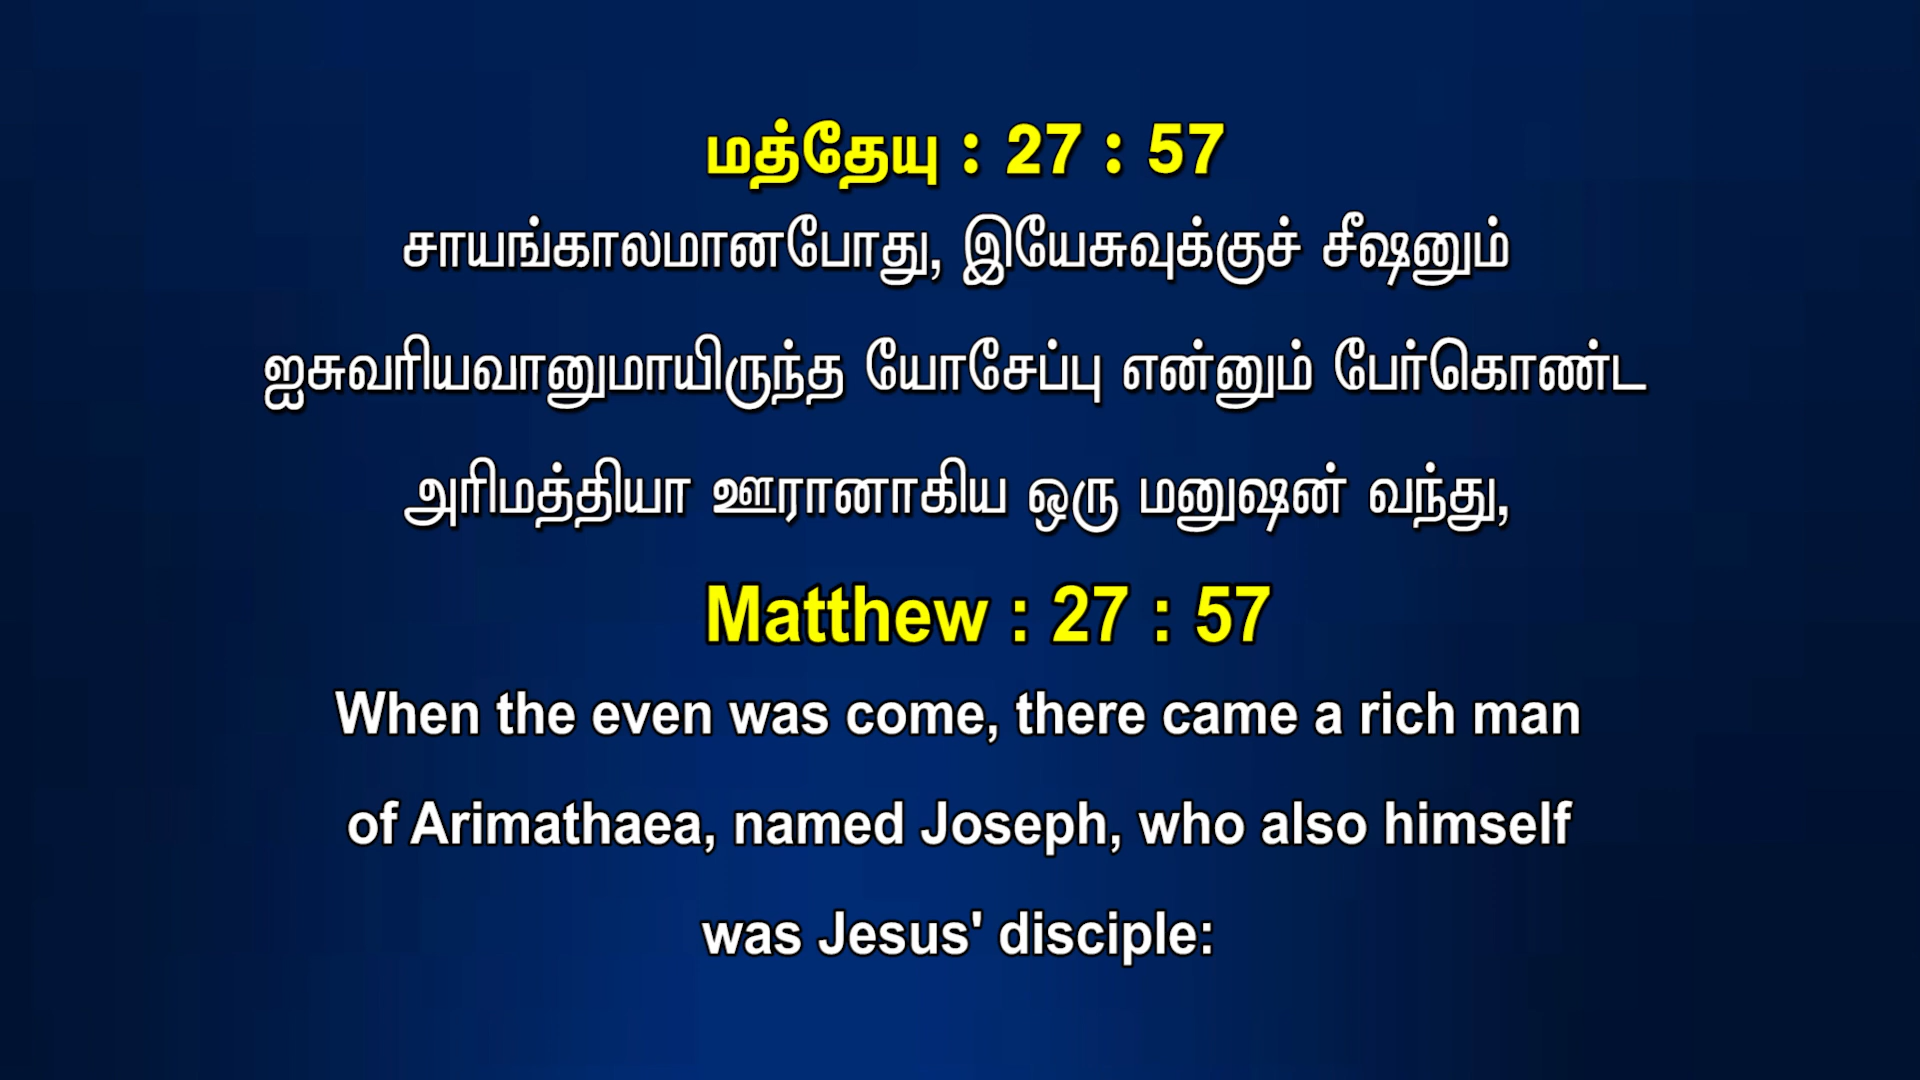 மத்தேயு : 27 : 57
சாயங்காலமானபோது, இயேசுவுக்குச் சீஷனும்
ஐசுவரியவானுமாயிருந்த யோசேப்பு என்னும் பேர்கொண்ட
அரிமத்தியா ஊரானாகிய ஒரு மனுஷன் வந்து,
Matthew : 27 : 57
When the even was come, there came a rich man
of Arimathaea, named Joseph, who also himself
was Jesus' disciple: